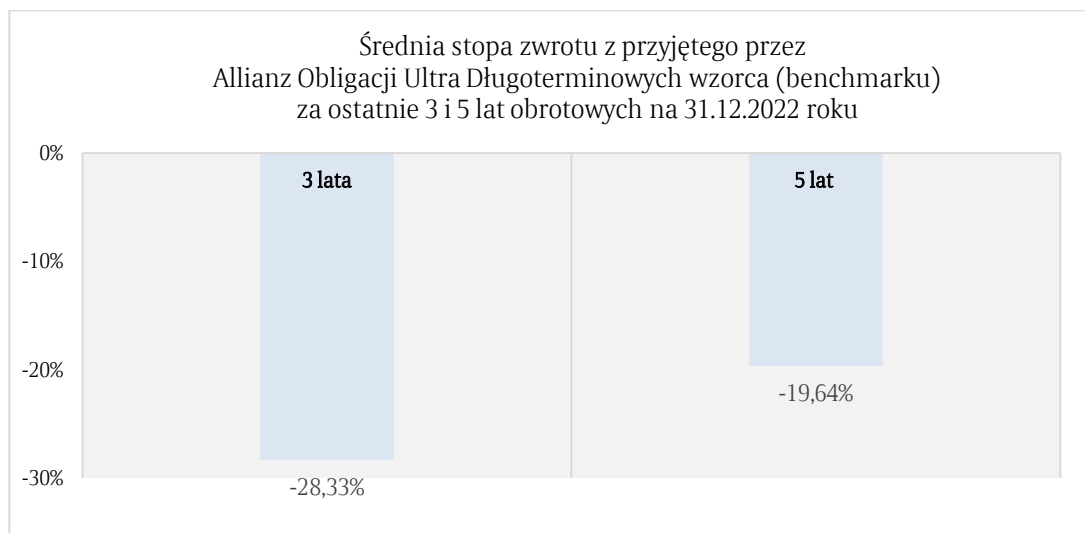 Średnia stopa zwrotu z przyjętego przez
Allianz Obligacji Ultra Długoterminowych wzorca (benchmarku)
za ostatnie 3 i 5 lat obrotowych na 31.12.2022 roku
0%
3 lata
5 lat
-10%
-20%
-19,64%
-30%
-28,33%